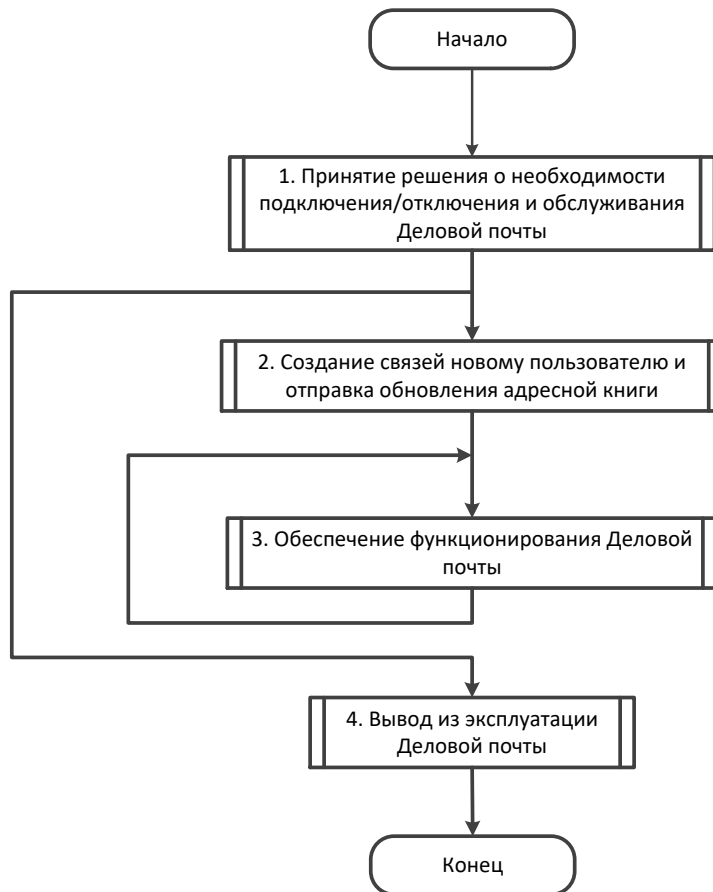 Начало
1. Принятие решения о необходимости
подключения/отключения и обслуживания
Деловой почты
2. Создание связей новому пользователю и
отправка обновления адресной книги
3. Обеспечение функционирования Деловой
почты
4. Вывод из эксплуатации
Деловой почты
Конец